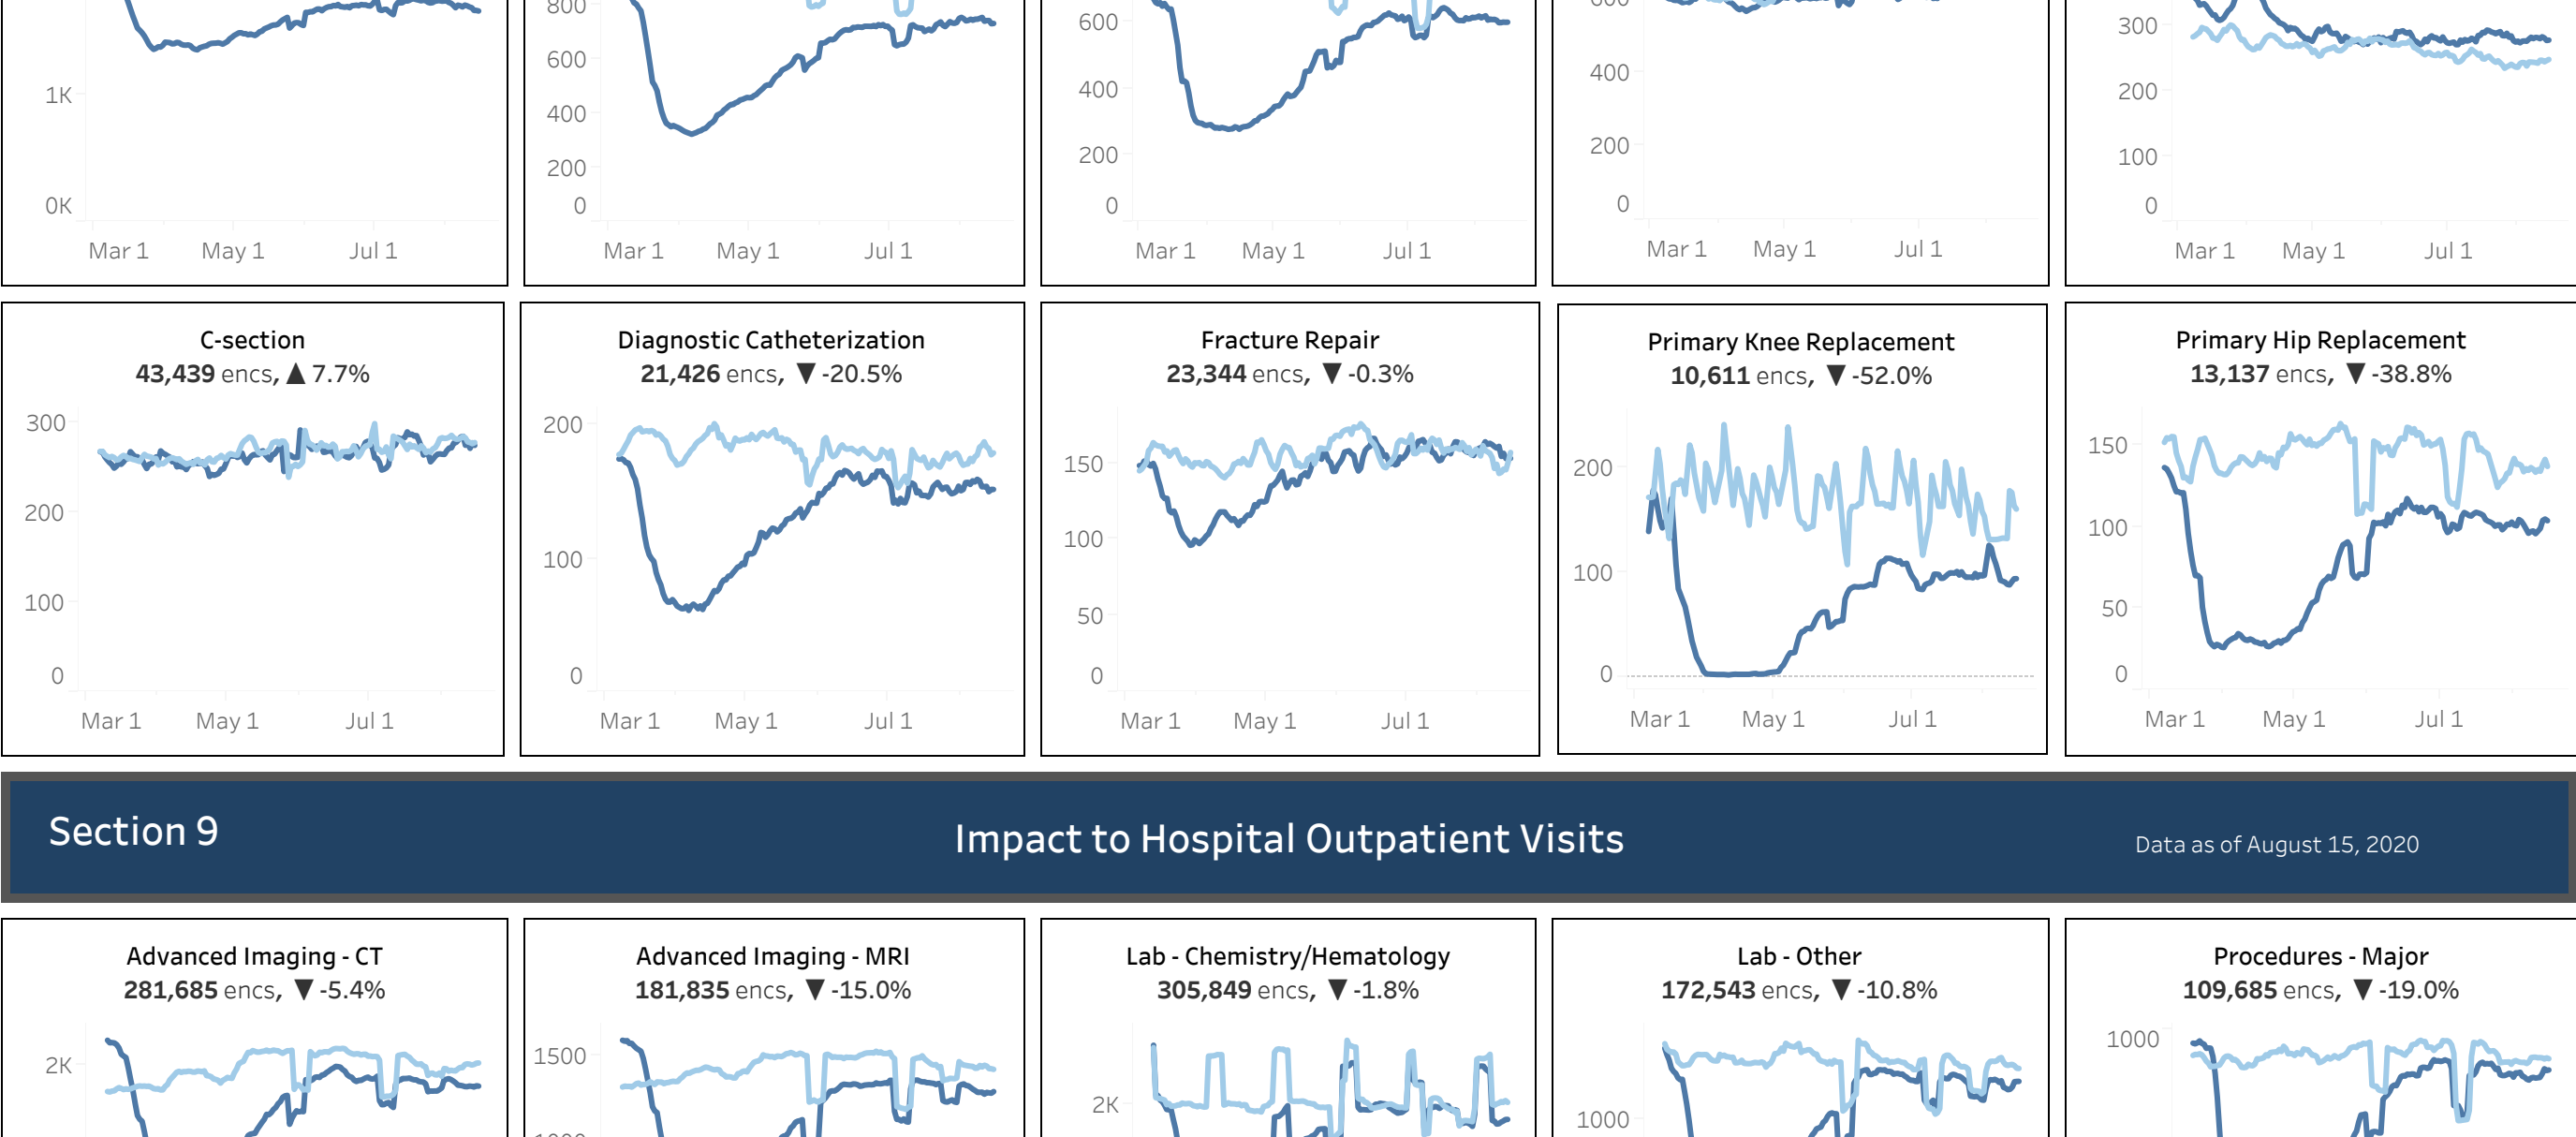 800
600
600
300
1K
600
400
400
200
400
200
200
200
100
0K
0
0
0
0
Mar 1 May 1 Jul 1
Mar 1 May 1 Jul 1
Mar 1 May 1 Jul 1
Mar 1 May 1 Jul 1
Mar 1 May 1 Jul 1
C-section
43,439 encs, ▲ 7.7%
300
200
100
0
Mar 1 May 1 Jul 1
Diagnostic Catheterization
21,426 encs, ▼ -20.5%
200
100
0
Mar 1 May 1 Jul 1
Fracture Repair
23,344 encs, ▼ -0.3%
150
100
50
0
Mar 1 May 1 Jul 1
Primary Knee Replacement
10,611 encs, ▼ -52.0%
200
100
0
Mar 1 May 1 Jul 1
Primary Hip Replacement
13,137 encs, ▼ -38.8%
150
100
50
0
Mar 1 May 1 Jul 1
Section 9
Impact to Hospital Outpatient Visits
Data as of August 15, 2020
Advanced Imaging - CT
281,685 encs, ▼ -5.4%
2K
Advanced Imaging - MRI
181,835 encs, ▼ -15.0%
1500
1000
Lab - Chemistry/Hematology
305,849 encs, ▼ -1.8%
2K
Lab - Other
172,543 encs, ▼ -10.8%
1000
Procedures - Major
109,685 encs, ▼ -19.0%
1000